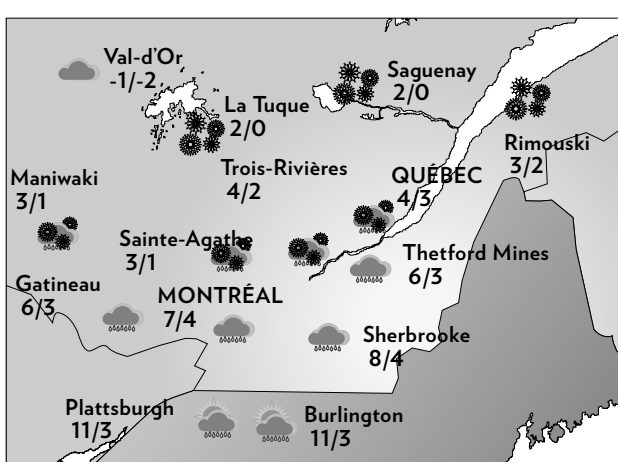 Val-d'Or
-1/-2
Saguenay
2/0
La Tuque
2/0
Rimouski
3/2
Trois-Rivières
4/2
QUÉBEC
4/3
Maniwaki
3/1
Sainte-Agathe
3/1
Thetford Mines
6/3
Gatineau
6/3
MONTRÉAL
7/4
Sherbrooke
8/4
Plattsburgh
11/3
Burlington
11/3